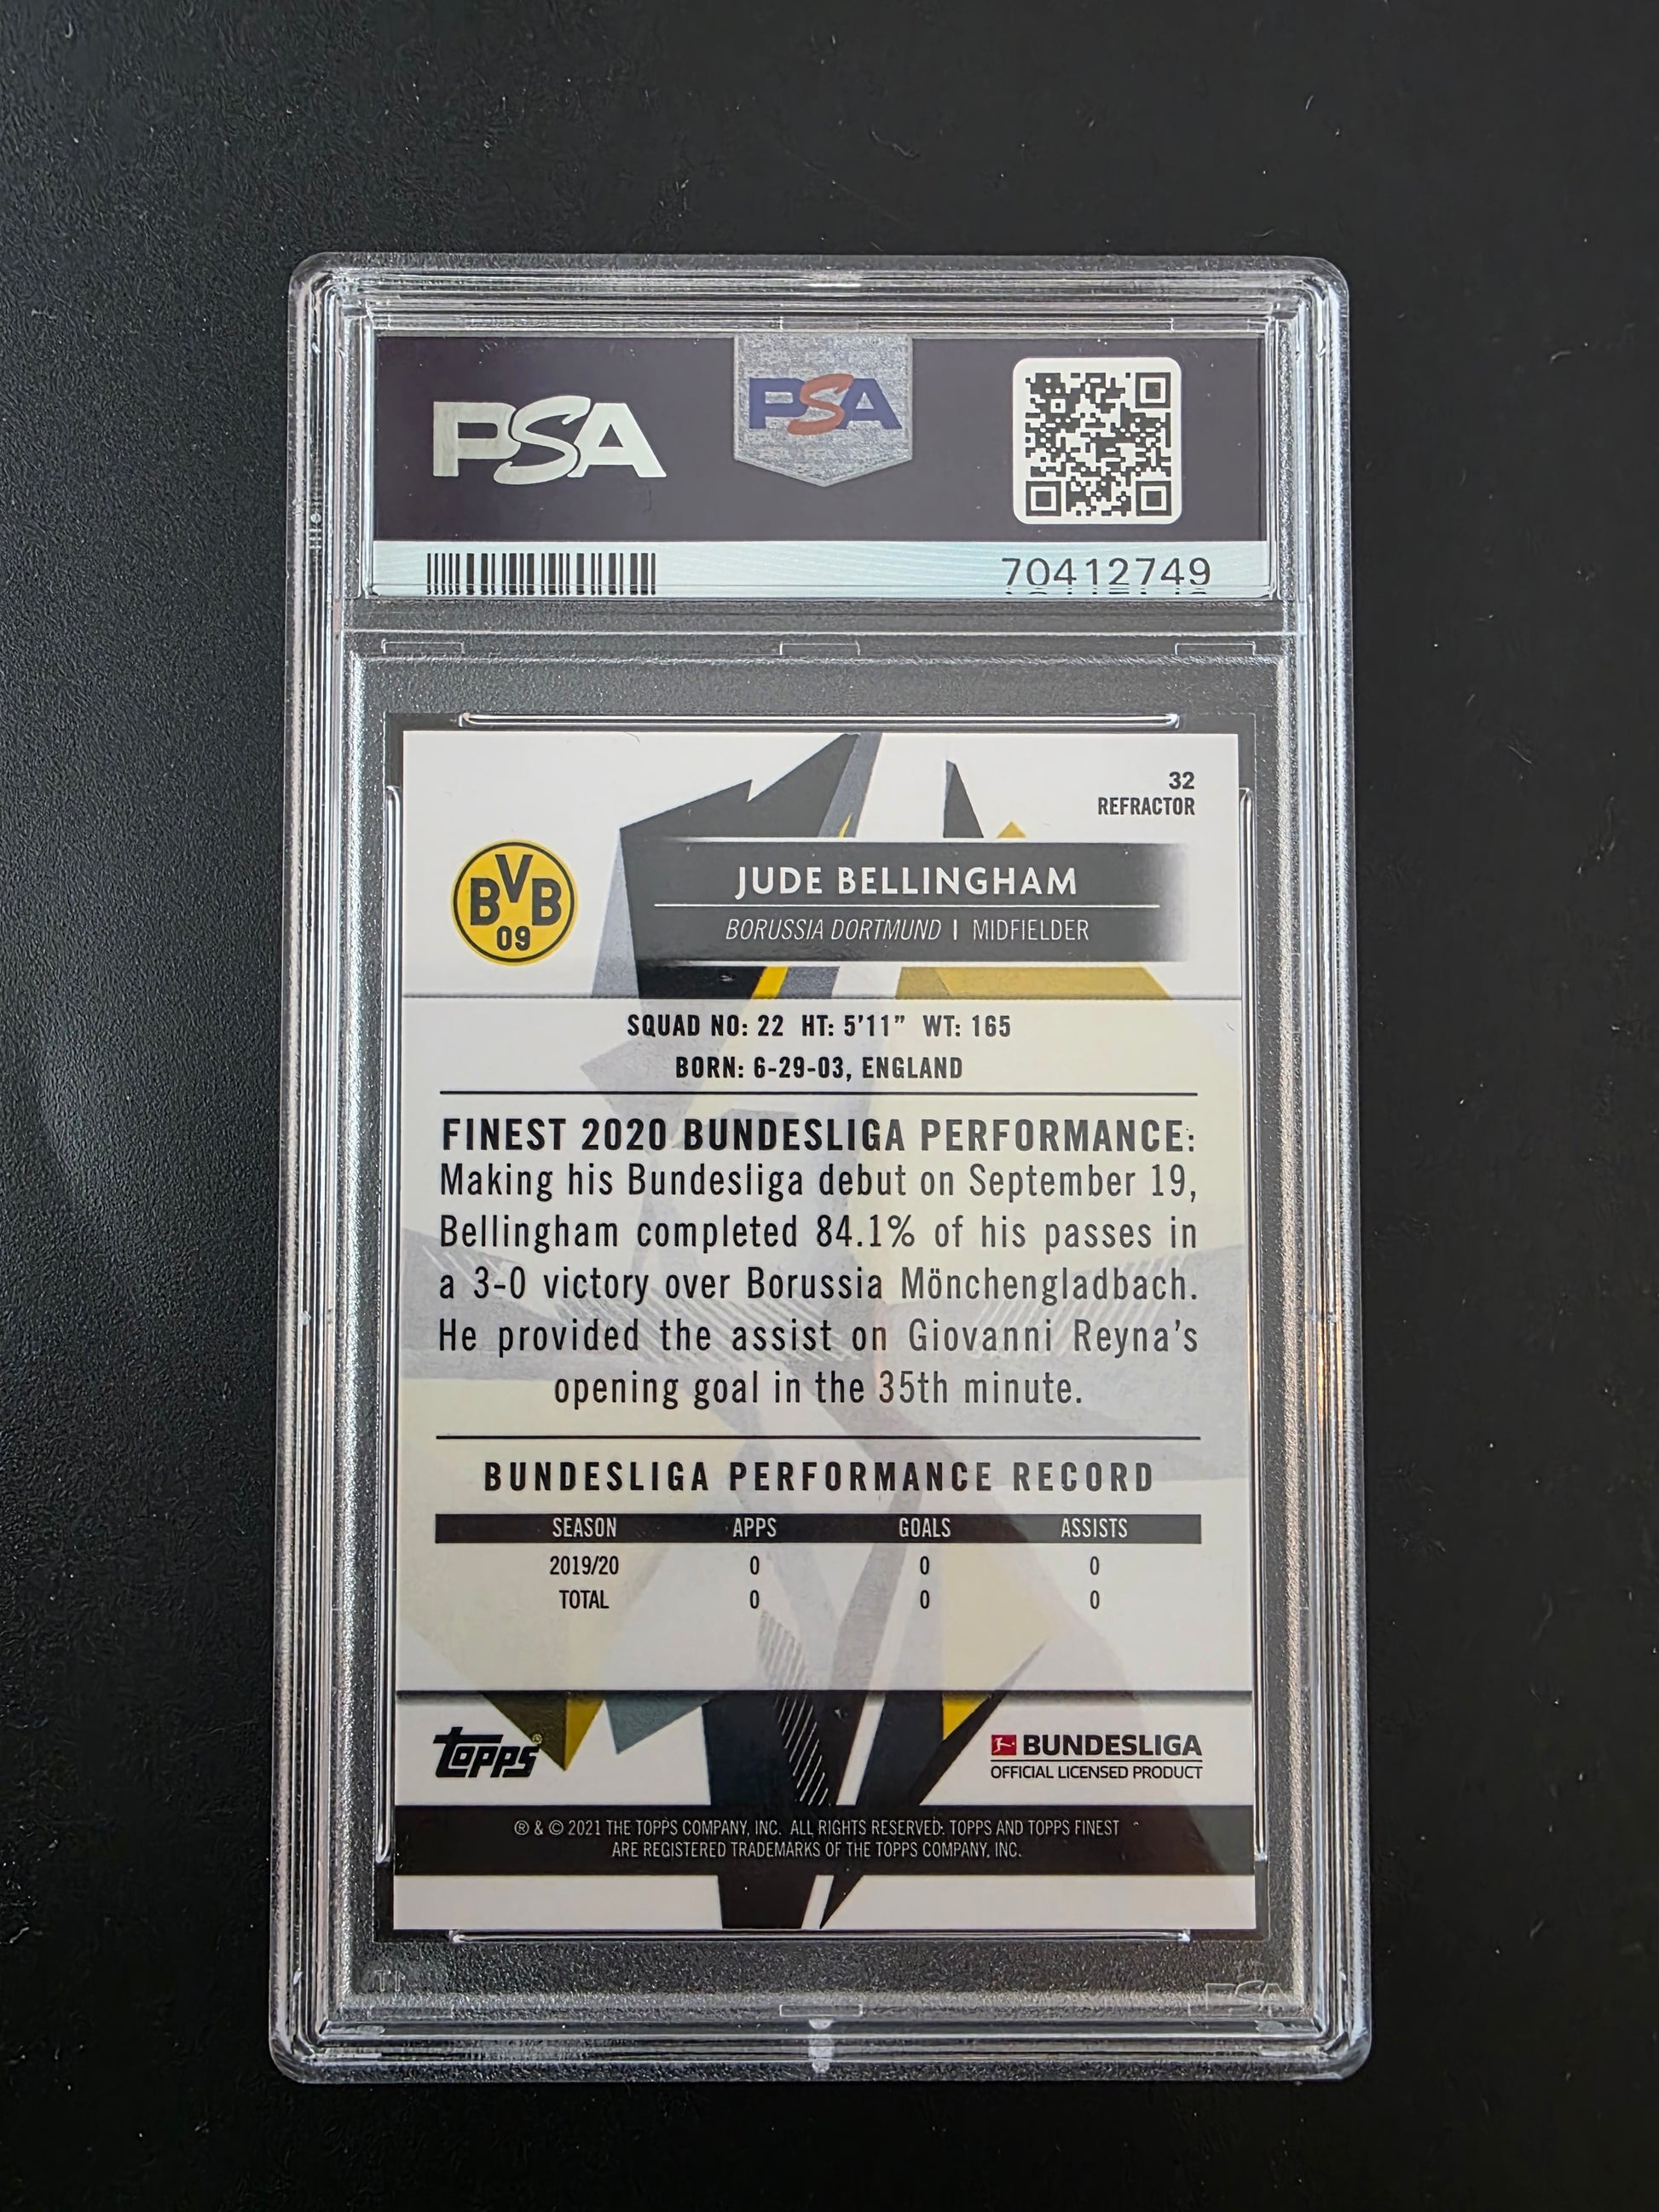 PSA
PSA
70412749
32
REFRACTOR
BVB
09
JUDE BELLINGHAM
BORUSSIA DORTMUND | MIDFIELDER
SQUAD NO: 22 HT: 5'11" WT: 165
BORN: 6-29-03, ENGLAND
FINEST 2020 BUNDESLIGA PERFORMANCE:
Making his Bundesliga debut on September 19,
Bellingham completed 84.1% of his passes in
a 3-0 victory over Borussia Mönchengladbach.
He provided the assist on Giovanni Reyna's
opening goal in the 35th minute.
BUNDESLIGA PERFORMANCE RECORD
SEASON APPS GOALS ASSISTS
2019/20 0 0 0
TOTAL 0 0 0
topps®
BUNDESLIGA
OFFICIAL LICENSED PRODUCT
® & © 2021 THE TOPPS COMPANY, INC. ALL RIGHTS RESERVED. TOPPS AND TOPPS FINEST
ARE REGISTERED TRADEMARKS OF THE TOPPS COMPANY, INC.
PSA